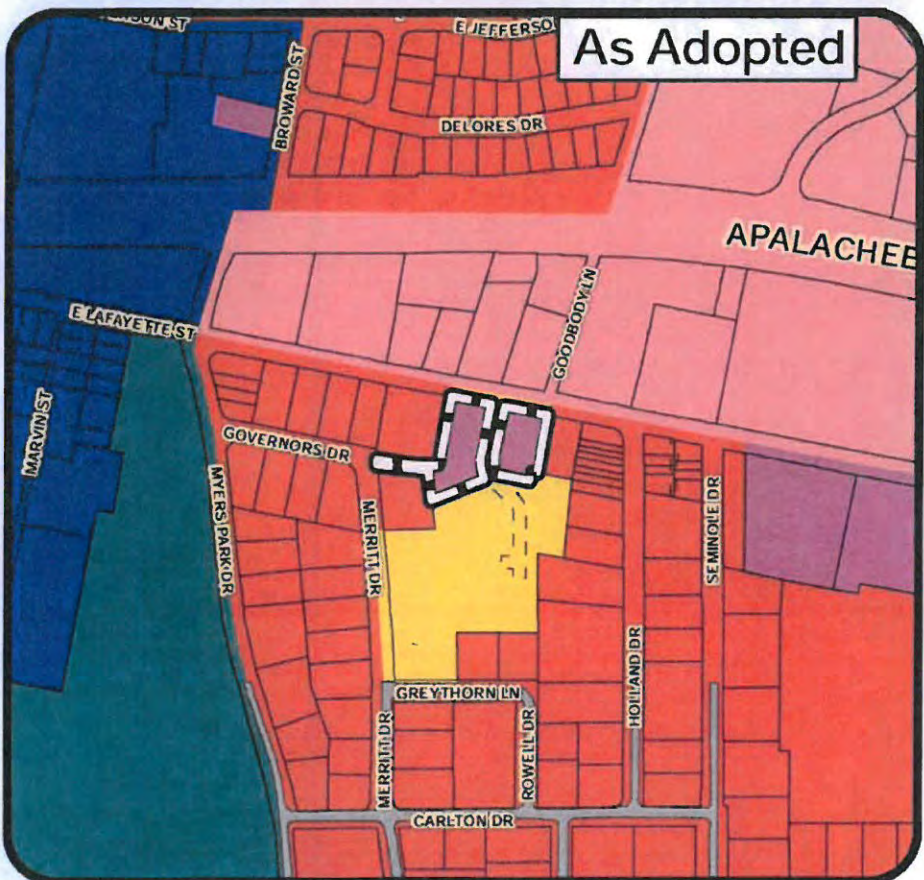 E JEFFERSO
As Adopted
BROWARD ST
DELORES DR
APALACHEE
GOODBODY LN
E LAFAYETTE ST
MARVIN ST
GOVERNORS DR
MYERS PARK DR
MERRITT DR
SEMINOLE DR
HOLLAND DR
GREYTHORN LN
MERRITT DR
ROWELL DR
CARLTON DR